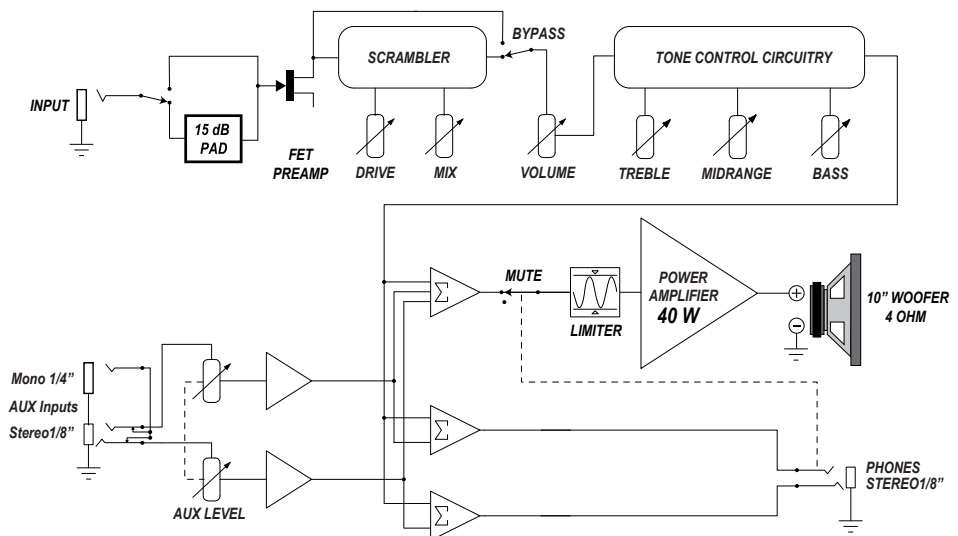 BYPASS
SCRAMBLER
TONE CONTROL CIRCUITRY
INPUT
15 dB
PAD
FET
PREAMP
DRIVE
MIX
VOLUME
TREBLE
MIDRANGE
BASS
MUTE
LIMITER
POWER
AMPLIFIER
40 W
+
-
10” WOOFER
4 OHM
Σ
Mono 1/4”
AUX Inputs
Stereo1/8”
AUX LEVEL
Σ
Σ
PHONES
STEREO1/8”